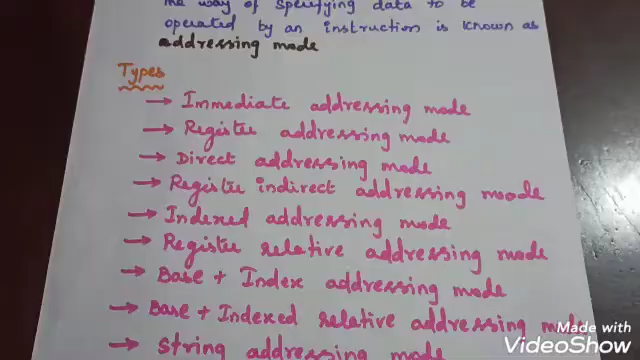 The way of specifying data to be
operated by an instruction is known as
addressing mode
Types
→ Immediate addressing mode
→ Register addressing mode
→ Direct addressing mode
→ Register indirect addressing moode
→ Indexed addressing mode
→ Register relative addressing mode
→ Base + Index addressing mode
→ Base + Indexed relative addressing mode
→ String addressing mode
Made with
VideoShow